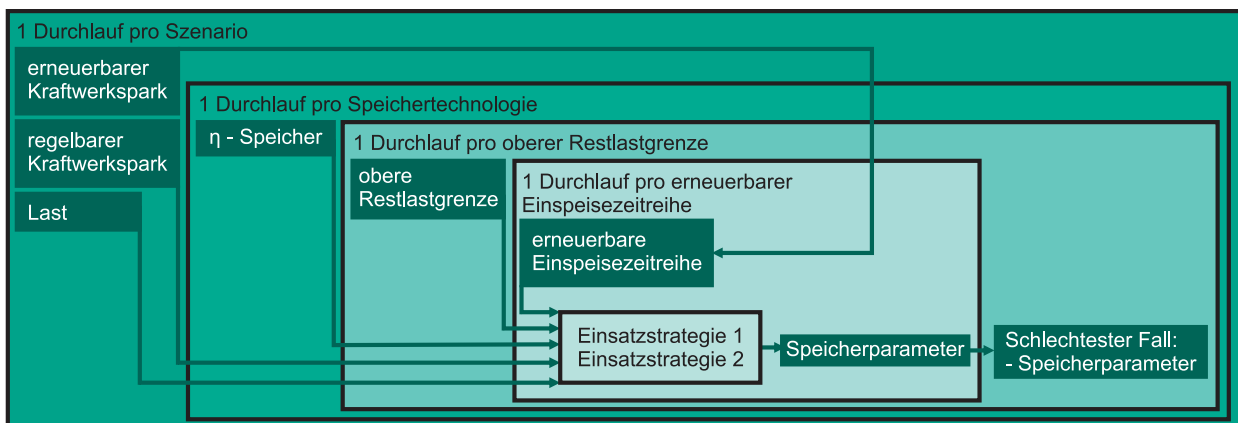 1 Durchlauf pro Szenario
erneuerbarer
Kraftwerkspark
regelbarer
Kraftwerkspark
Last
1 Durchlauf pro Speichertechnologie
η - Speicher
1 Durchlauf pro oberer Restlastgrenze
obere
Restlastgrenze
1 Durchlauf pro erneuerbarer
Einspeisezeitreihe
erneuerbare
Einspeisezeitreihe
Einsatzstrategie 1
Einsatzstrategie 2
Speicherparameter
Schlechtester Fall:
- Speicherparameter